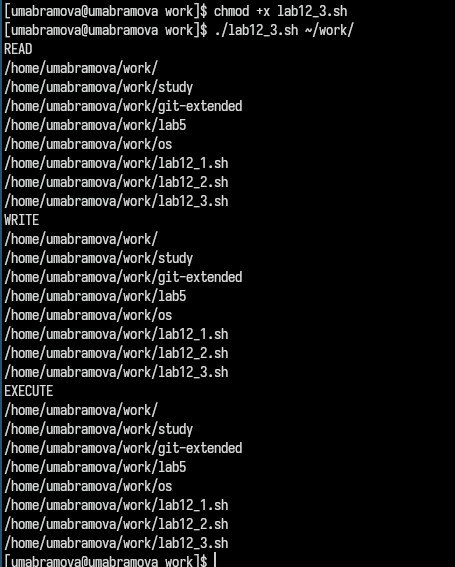 [umabramova@umabramova work]$ chmod +x lab12_3.sh
[umabramova@umabramova work]$ ./lab12_3.sh ~/work/
READ
/home/umabramova/work/
/home/umabramova/work/study
/home/umabramova/work/git-extended
/home/umabramova/work/lab5
/home/umabramova/work/os
/home/umabramova/work/lab12_1.sh
/home/umabramova/work/lab12_2.sh
/home/umabramova/work/lab12_3.sh
WRITE
/home/umabramova/work/
/home/umabramova/work/study
/home/umabramova/work/git-extended
/home/umabramova/work/lab5
/home/umabramova/work/os
/home/umabramova/work/lab12_1.sh
/home/umabramova/work/lab12_2.sh
/home/umabramova/work/lab12_3.sh
EXECUTE
/home/umabramova/work/
/home/umabramova/work/study
/home/umabramova/work/git-extended
/home/umabramova/work/lab5
/home/umabramova/work/os
/home/umabramova/work/lab12_1.sh
/home/umabramova/work/lab12_2.sh
/home/umabramova/work/lab12_3.sh
[umabramova@umabramova work]$